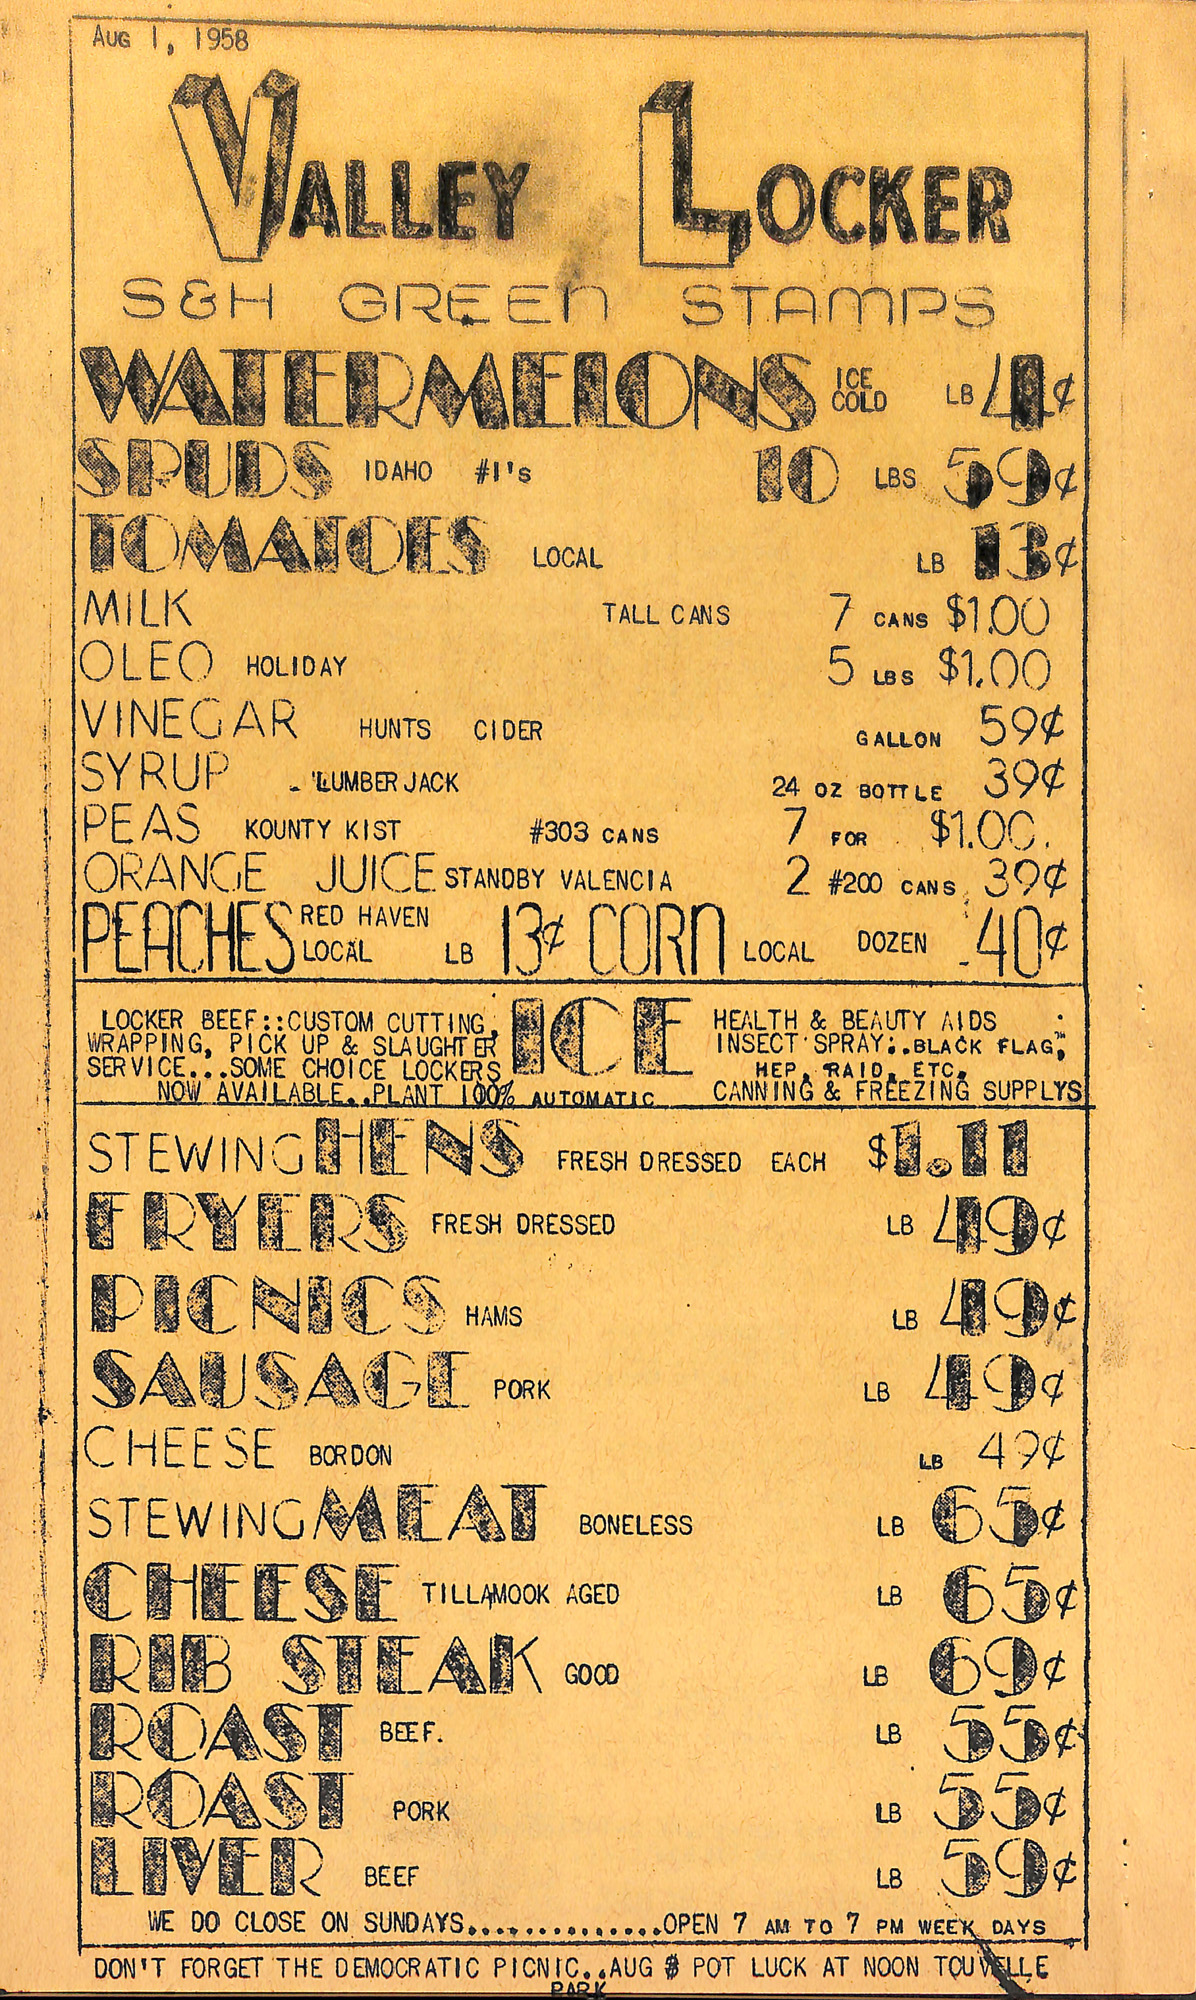 Aug 1, 1958
VALLEY LOCKER
S&H GREEN STAMPS
WATERMELONS ICE COLD LB 4¢
SPUDS IDAHO #1's 10 LBS 59¢
TOMATOES LOCAL LB 13¢
MILK TALL CANS 7 CANS $1.00
OLEO HOLIDAY 5 LBS $1.00
VINEGAR HUNTS CIDER GALLON 59¢
SYRUP LUMBER JACK 24 OZ BOTTLE 39¢
PEAS KOUNTY KIST #303 CANS 7 FOR $1.00.
ORANGE JUICE STANDBY VALENCIA 2 #200 CANS 39¢
PEACHES RED HAVEN LOCAL LB 13¢ CORN LOCAL DOZEN 40¢
LOCKER BEEF::CUSTOM CUTTING,
WRAPPING, PICK UP & SLAUGHTER
SERVICE...SOME CHOICE LOCKERS
NOW AVAILABLE..PLANT 100% AUTOMATIC
ICE
HEALTH & BEAUTY AIDS
INSECT SPRAY:.BLACK FLAG,
HEP, RAID, ETC.
CANNING & FREEZING SUPPLYS
STEWING HENS FRESH DRESSED EACH $1.11
FRYERS FRESH DRESSED LB 49¢
PICNICS HAMS LB 49¢
SAUSAGE PORK LB 49¢
CHEESE BORDON LB 49¢
STEWING MEAT BONELESS LB 65¢
CHEESE TILLAMOOK AGED LB 65¢
RIB STEAK GOOD LB 69¢
ROAST BEEF. LB 55¢
ROAST PORK LB 55¢
LIVER BEEF LB 59¢
WE DO CLOSE ON SUNDAYS..............OPEN 7 AM TO 7 PM WEEK DAYS
DON'T FORGET THE DEMOCRATIC PICNIC..AUG POT LUCK AT NOON TOUVELLE
PARK